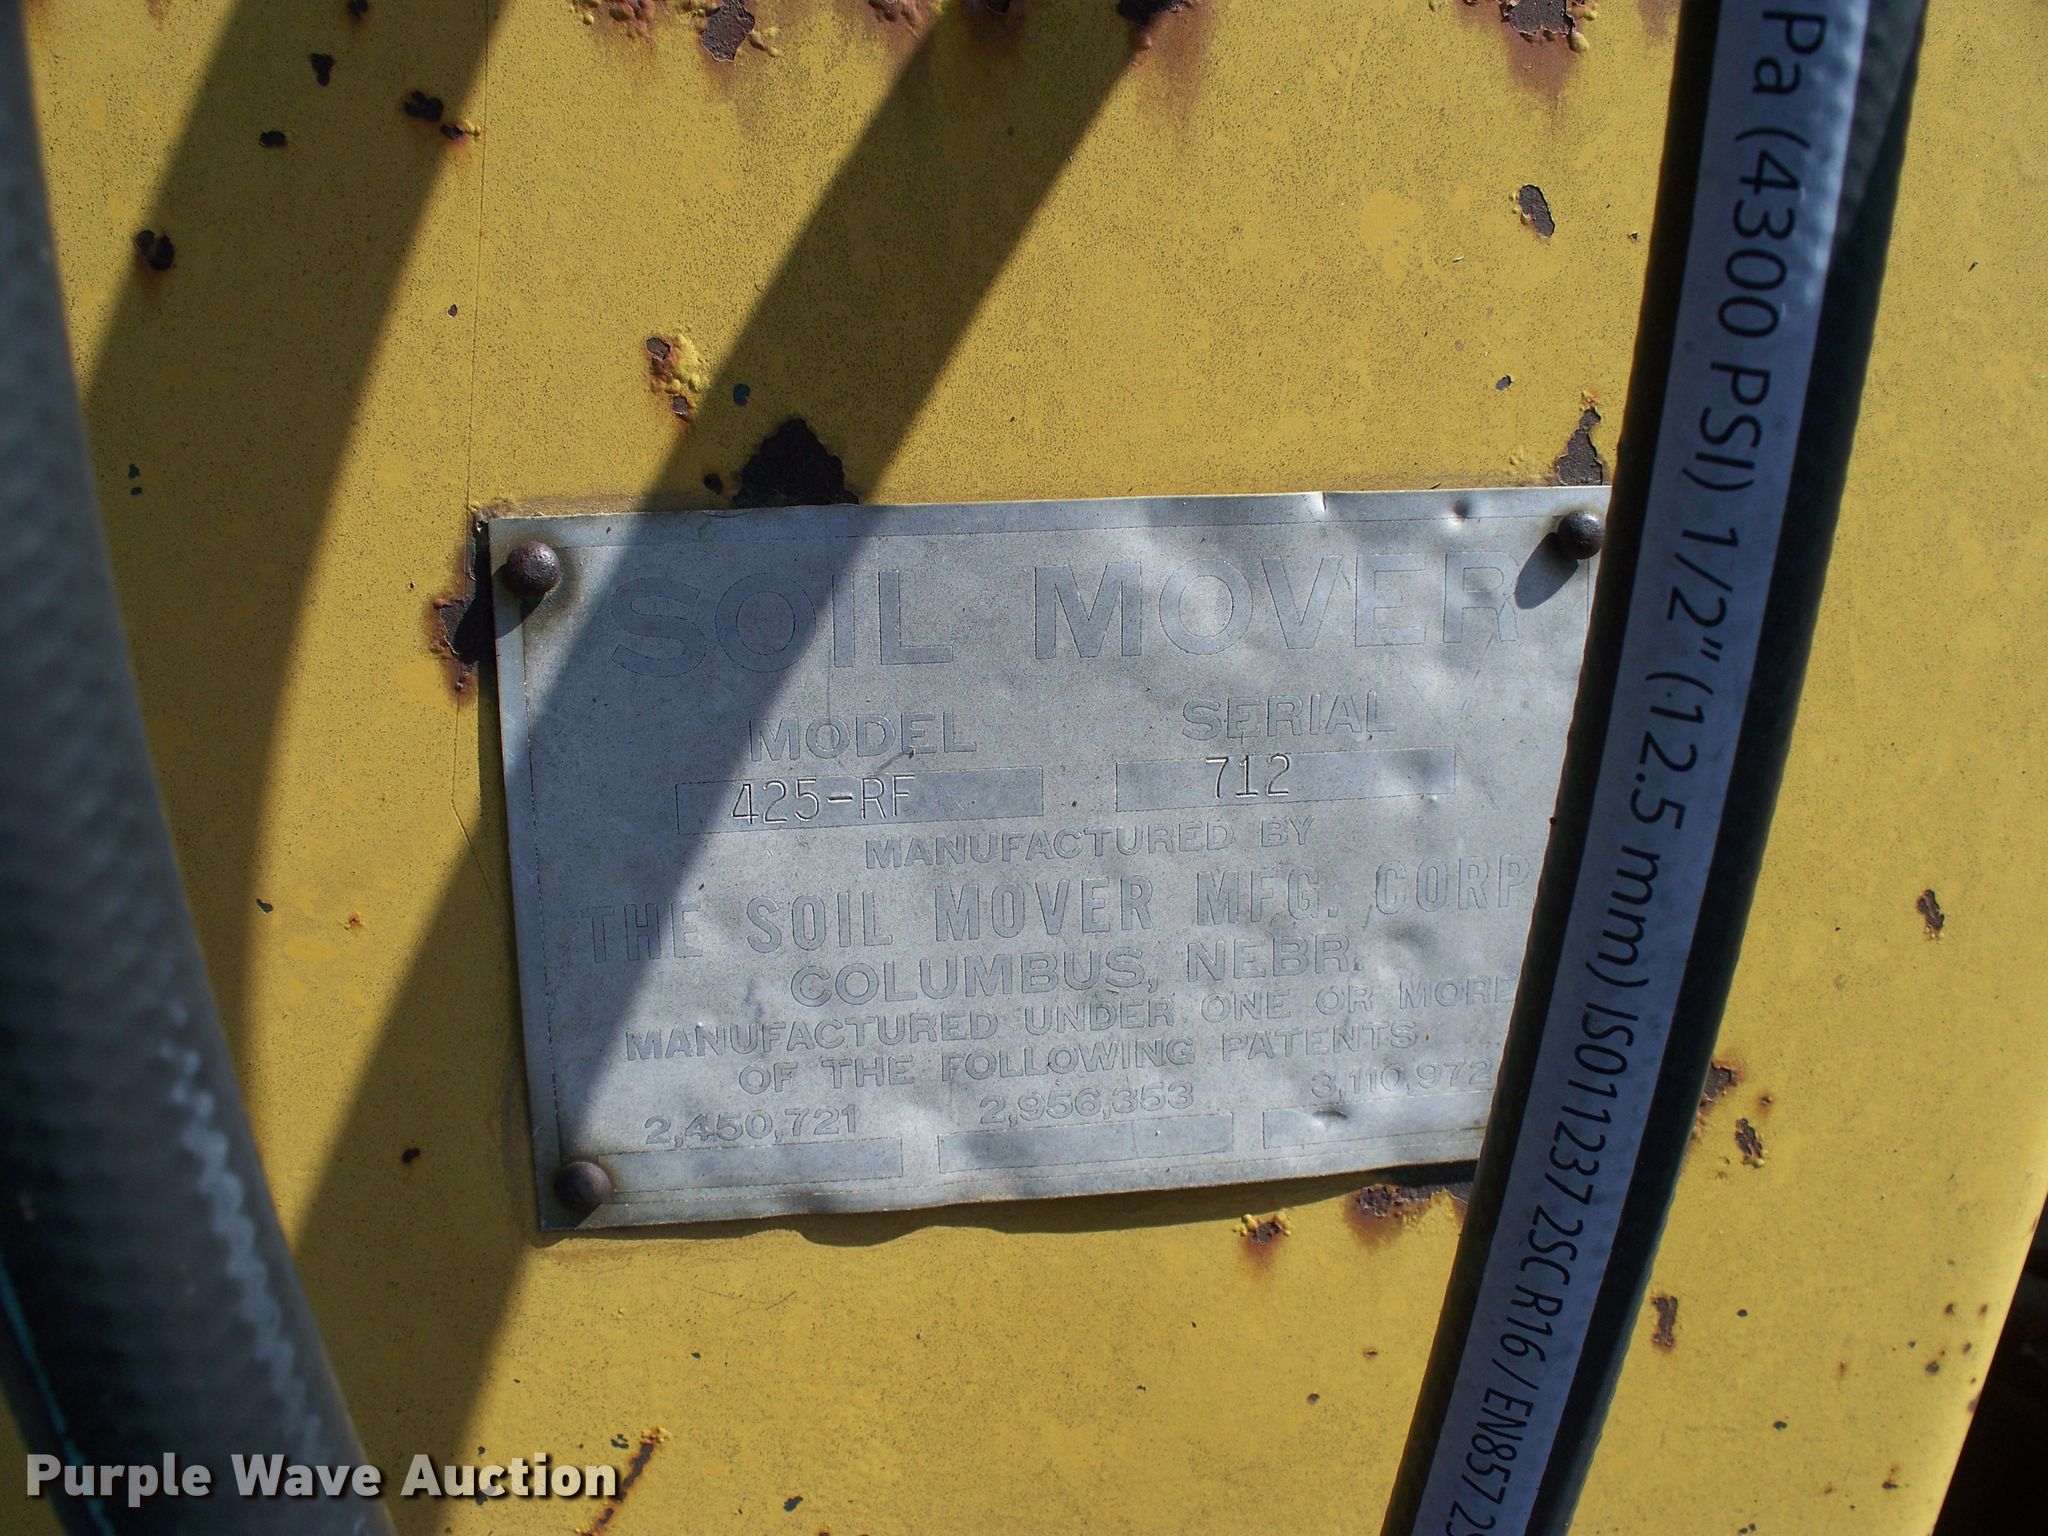 SOIL MOVER
MODEL SERIAL
425-RF 712
MANUFACTURED BY
THE SOIL MOVER MFG. CORP
COLUMBUS, NEBR.
MANUFACTURED UNDER ONE OR MORE
OF THE FOLLOWING PATENTS
2,450,721 2,956,353 3,110,972
Pa (4300 PSI) 1/2" (12.5 mm) ISO11237 2SC R16 / EN857 2S
Purple Wave Auction